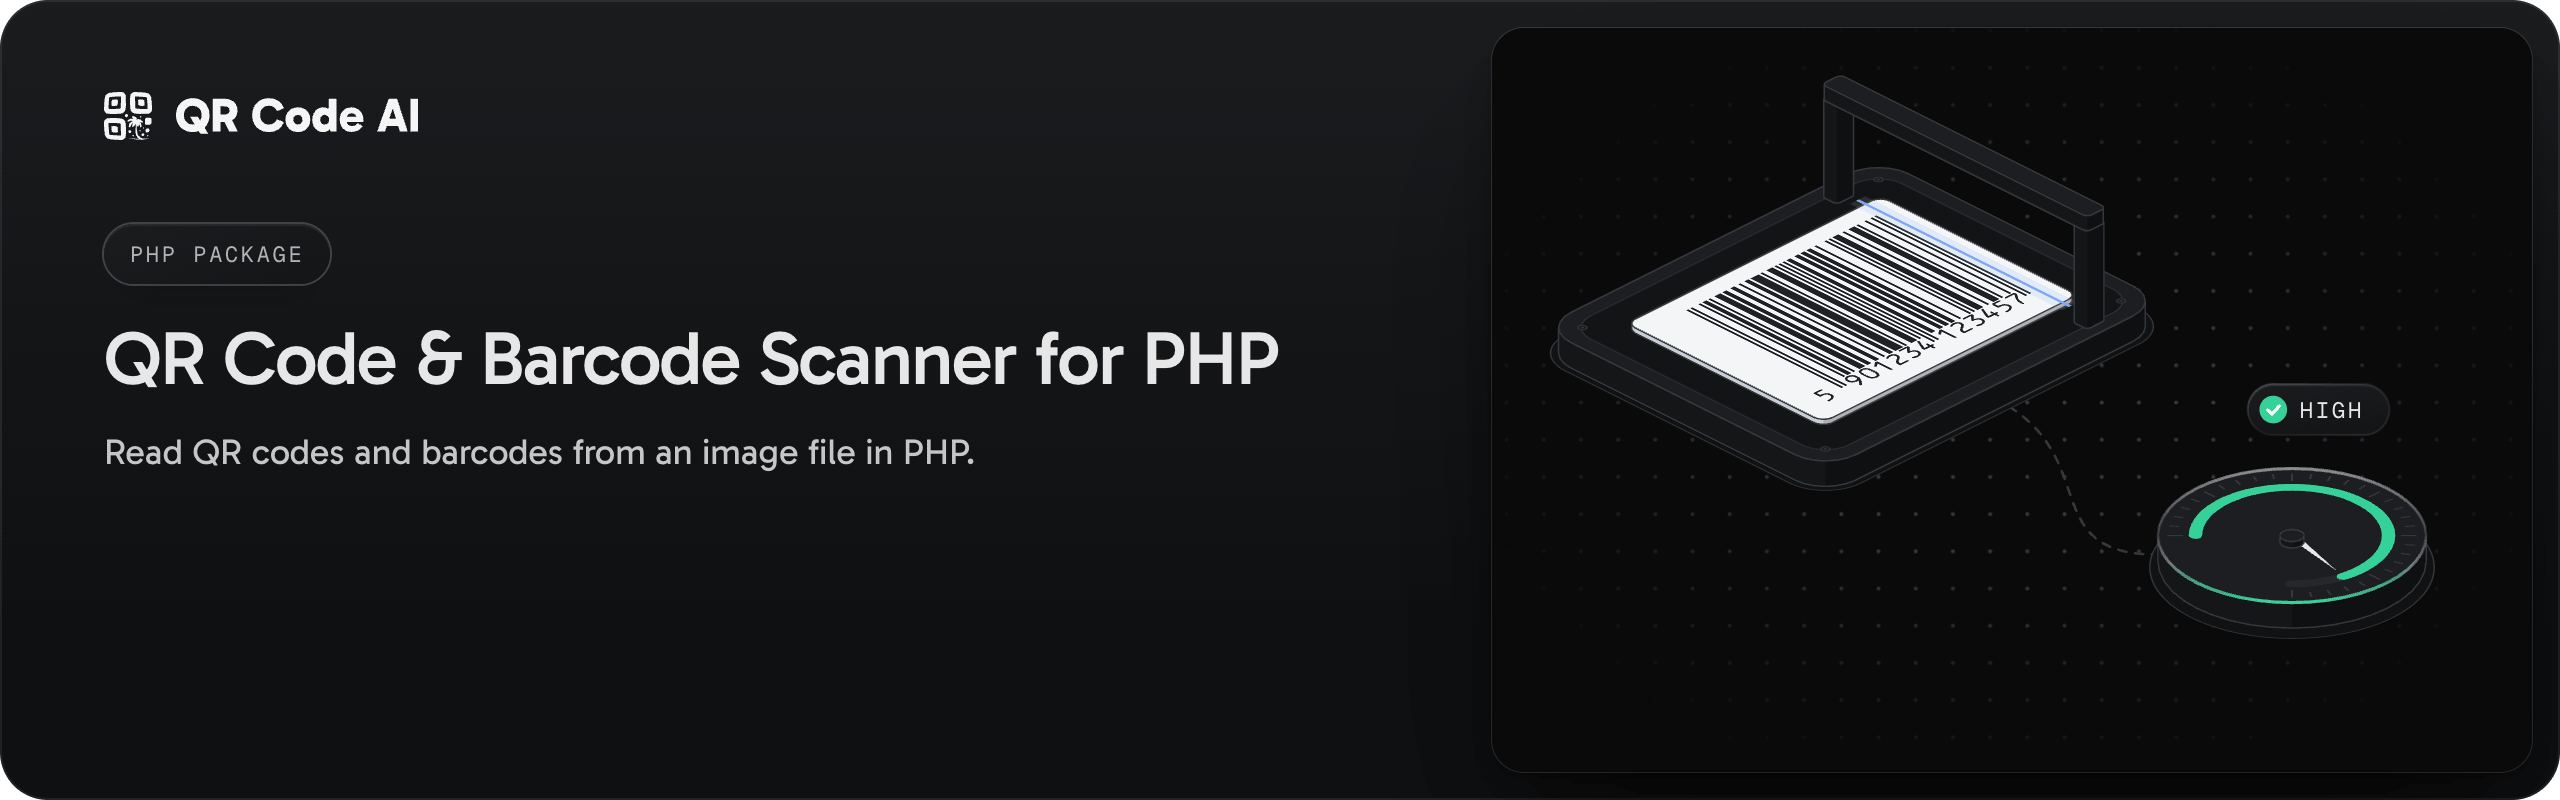 QR Code AI
PHP PACKAGE
QR Code & Barcode Scanner for PHP
Read QR codes and barcodes from an image file in PHP.
5 901234 123457
HIGH